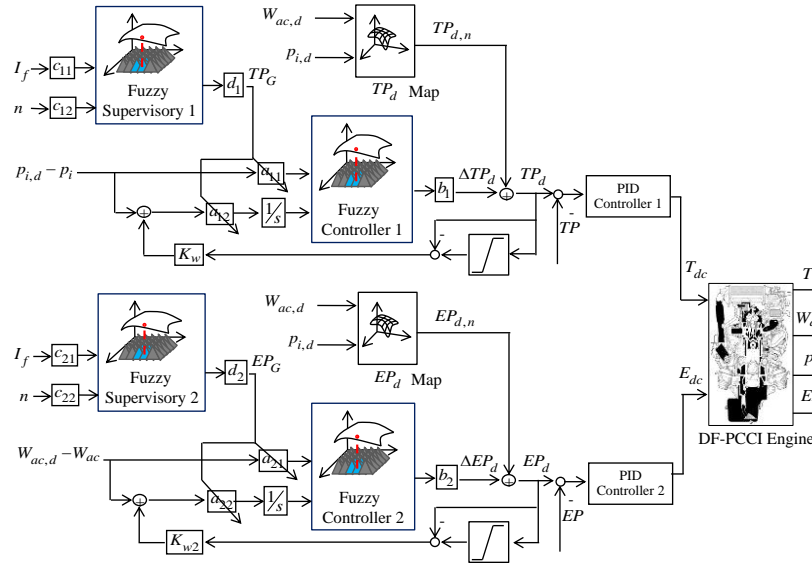 W_{ac,d}
p_{i,d}
TP_{d,n}
TP_d Map
I_f
c_{11}
n
c_{12}
Fuzzy
Supervisory 1
d_1
TP_G
p_{i,d} - p_i
a_{11}
a_{12}
1/s
+
Fuzzy
Controller 1
b_1
ΔTP_d
+
TP_d
-
TP
PID
Controller 1
K_w
-
T_{dc}
W_{ac,d}
p_{i,d}
EP_{d,n}
EP_d Map
I_f
c_{21}
n
c_{22}
Fuzzy
Supervisory 2
d_2
EP_G
W_{ac,d} - W_{ac}
a_{21}
a_{22}
1/s
+
Fuzzy
Controller 2
b_2
ΔEP_d
+
EP_d
-
EP
PID
Controller 2
K_{w2}
-
E_{dc}
DF-PCCI Engine
T
p
E